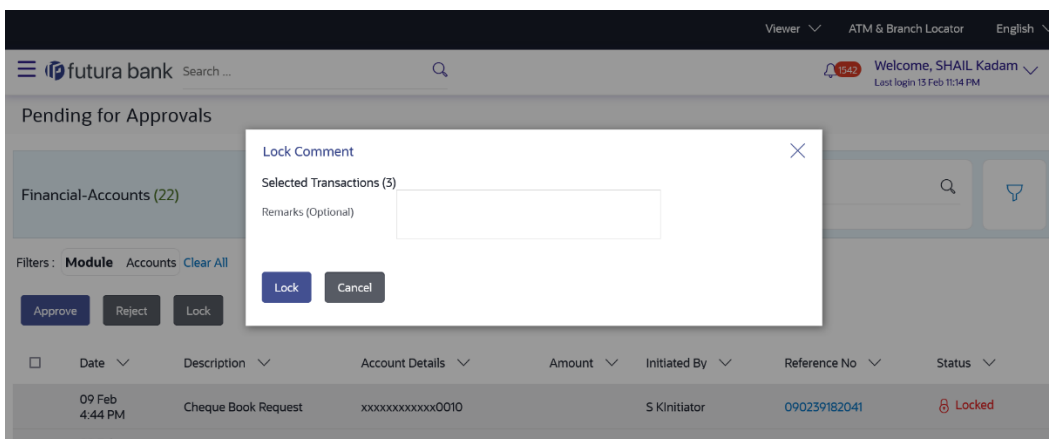 Viewer ATM & Branch Locator English
futura bank Search ... 1542 Welcome, SHAIL Kadam
Last login 13 Feb 11:14 PM
Pending for Approvals
Lock Comment
Selected Transactions (3)
Financial-Accounts (22)
Remarks (Optional)
Filters : Module Accounts Clear All
Lock Cancel
Approve Reject Lock
Date Description Account Details Amount Initiated By Reference No Status
09 Feb
4:44 PM Cheque Book Request xxxxxxxxxxxx0010 S KInitiator 090239182041 Locked